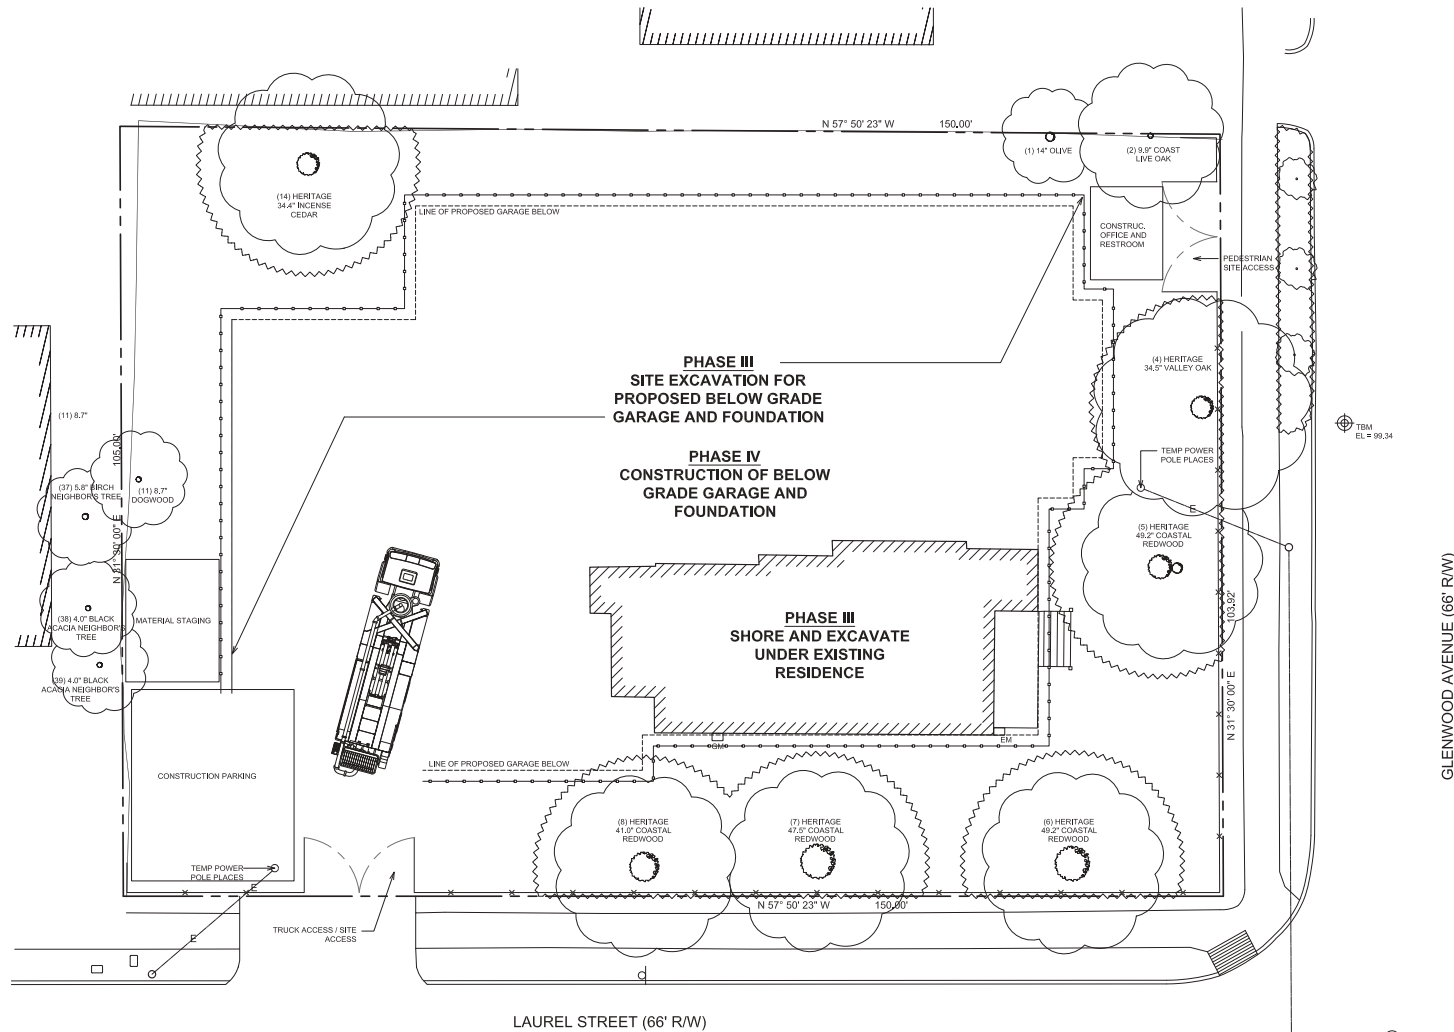 N 57° 50' 23" W 150.00'
(1) 14" OLIVE
(2) 9.9" COAST
LIVE OAK
(14) HERITAGE
34.4" INCENSE
CEDAR
LINE OF PROPOSED GARAGE BELOW
CONSTRUC.
OFFICE AND
RESTROOM
PEDESTRIAN
SITE ACCESS
PHASE III
SITE EXCAVATION FOR
PROPOSED BELOW GRADE
GARAGE AND FOUNDATION
(4) HERITAGE
34.5" VALLEY OAK
TBM
EL = 99.34
(11) 8.7"
105.00'
N 31° 30' 00" E
TEMP POWER
POLE PLACES
E
PHASE IV
CONSTRUCTION OF BELOW
GRADE GARAGE AND
FOUNDATION
(37) 5.8" BIRCH
NEIGHBOR'S TREE
(11) 8.7"
DOGWOOD
(5) HERITAGE
49.2" COASTAL
REDWOOD
103.92'
N 31° 30' 00" E
GLENWOOD AVENUE (66' R/W)
(38) 4.0" BLACK
ACACIA NEIGHBOR'S
TREE
MATERIAL STAGING
PHASE III
SHORE AND EXCAVATE
UNDER EXISTING
RESIDENCE
(39) 4.0" BLACK
ACACIA NEIGHBOR'S
TREE
GM
EM
LINE OF PROPOSED GARAGE BELOW
CONSTRUCTION PARKING
(8) HERITAGE
41.0" COASTAL
REDWOOD
(7) HERITAGE
47.5" COASTAL
REDWOOD
(6) HERITAGE
49.2" COASTAL
REDWOOD
TEMP POWER
POLE PLACES
E
N 57° 50' 23" W 150.00'
TRUCK ACCESS / SITE
ACCESS
E
LAUREL STREET (66' R/W)